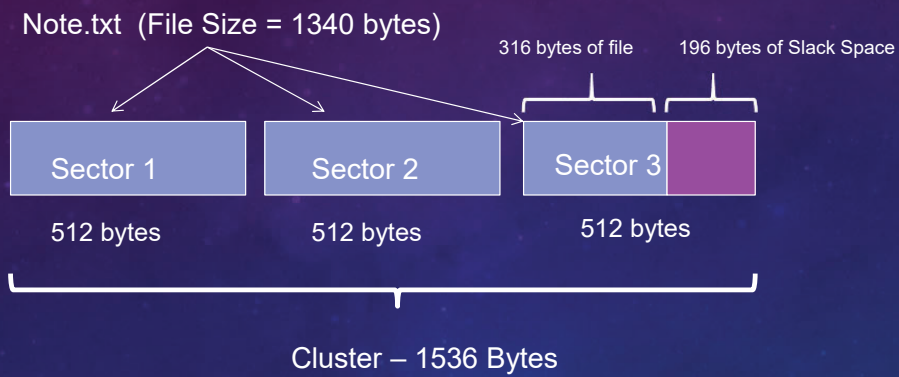 Note.txt (File Size = 1340 bytes)
316 bytes of file
196 bytes of Slack Space
Sector 1
Sector 2
Sector 3
512 bytes
512 bytes
512 bytes
Cluster – 1536 Bytes